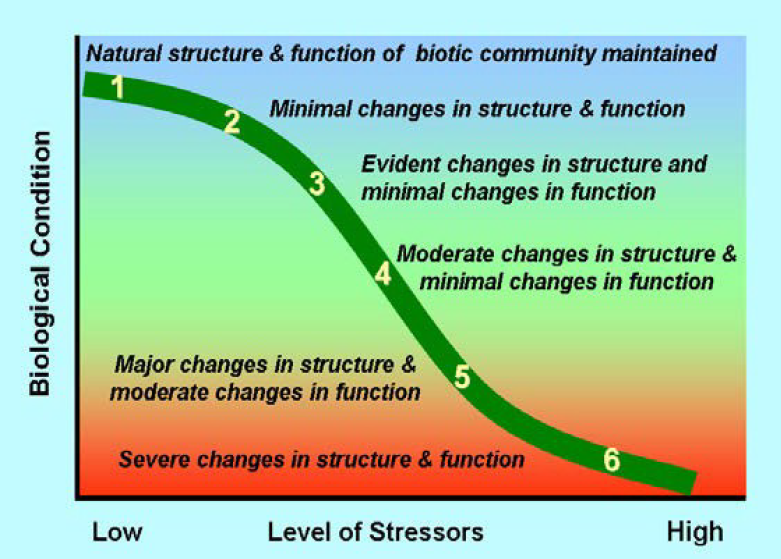 Natural structure & function of biotic community maintained
1
2
Minimal changes in structure & function
3
Evident changes in structure and
minimal changes in function
4
Moderate changes in structure &
minimal changes in function
Major changes in structure &
moderate changes in function
5
Severe changes in structure & function
6
Biological Condition
Low
Level of Stressors
High